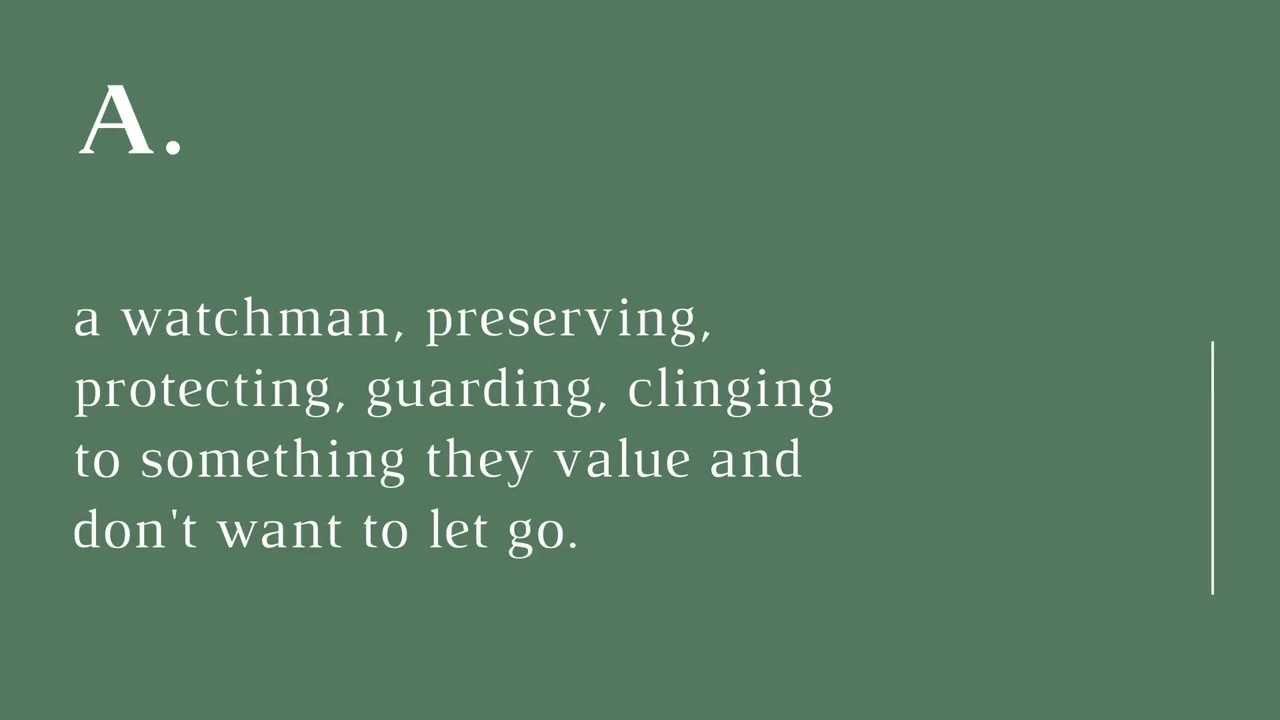 A.
a watchman, preserving,
protecting, guarding, clinging
to something they value and
don't want to let go.